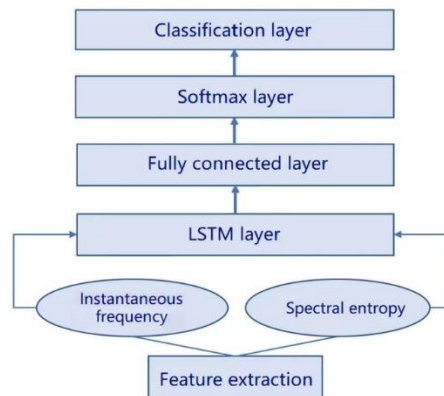 Classification layer
Softmax layer
Fully connected layer
LSTM layer
Instantaneous
frequency
Spectral entropy
Feature extraction